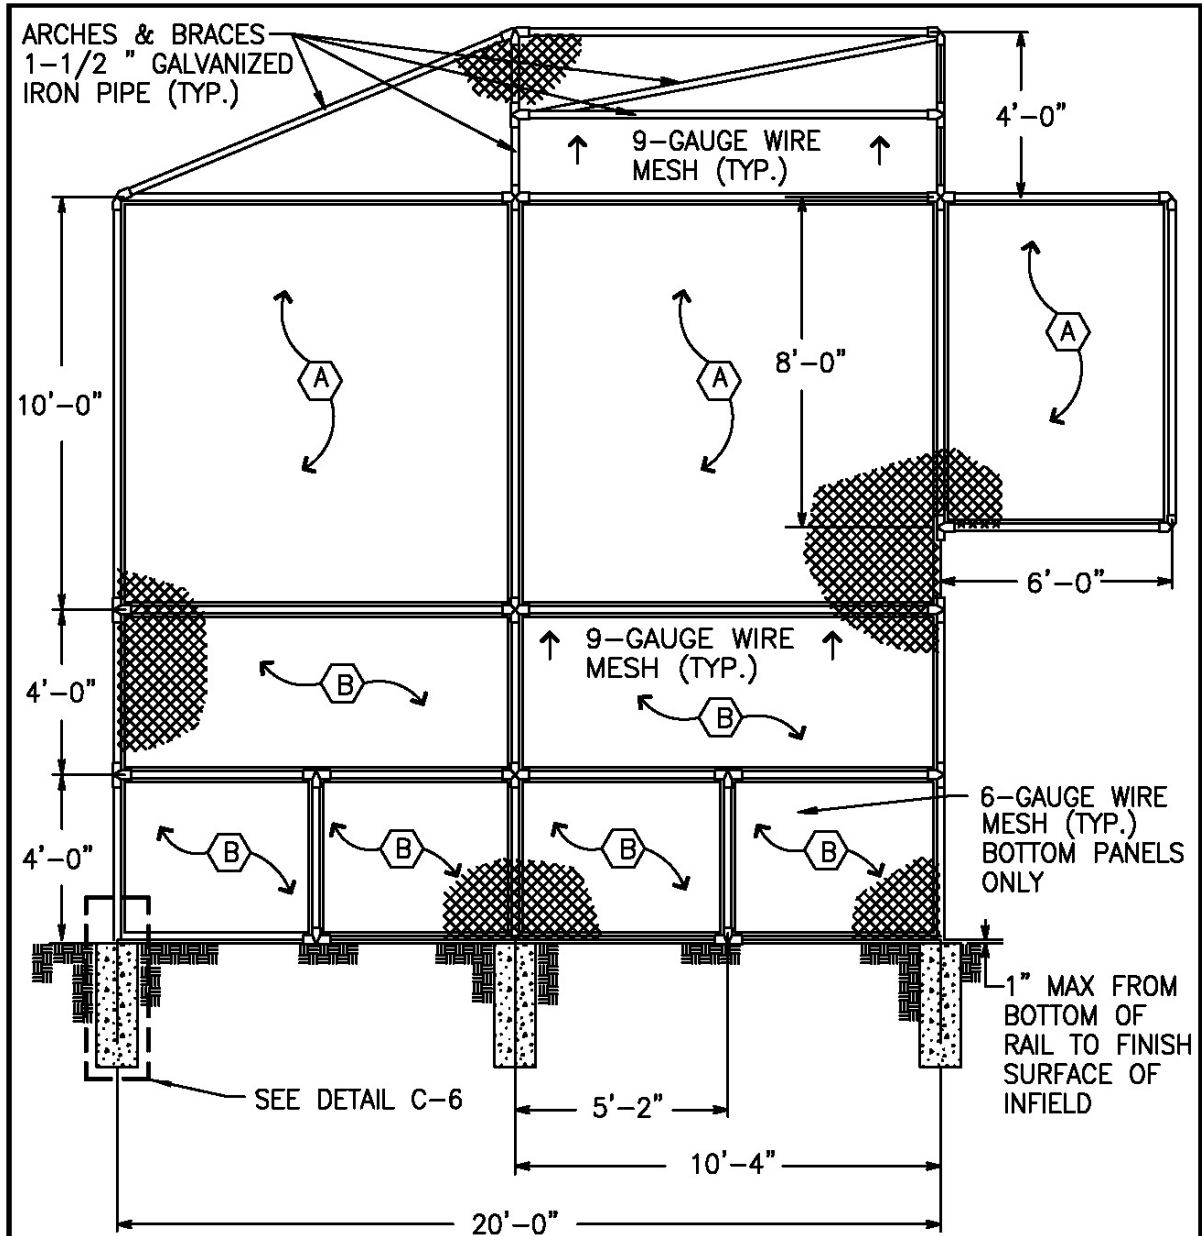 ARCHES & BRACES
1-1/2 " GALVANIZED
IRON PIPE (TYP.)
4'-0"
9-GAUGE WIRE
MESH (TYP.)
A
A
A
8'-0"
10'-0"
6'-0"
9-GAUGE WIRE
MESH (TYP.)
B
B
4'-0"
6-GAUGE WIRE
MESH (TYP.)
BOTTOM PANELS
ONLY
B
B
B
B
4'-0"
1" MAX FROM
BOTTOM OF
RAIL TO FINISH
SURFACE OF
INFIELD
SEE DETAIL C-6
5'-2"
10'-4"
20'-0"